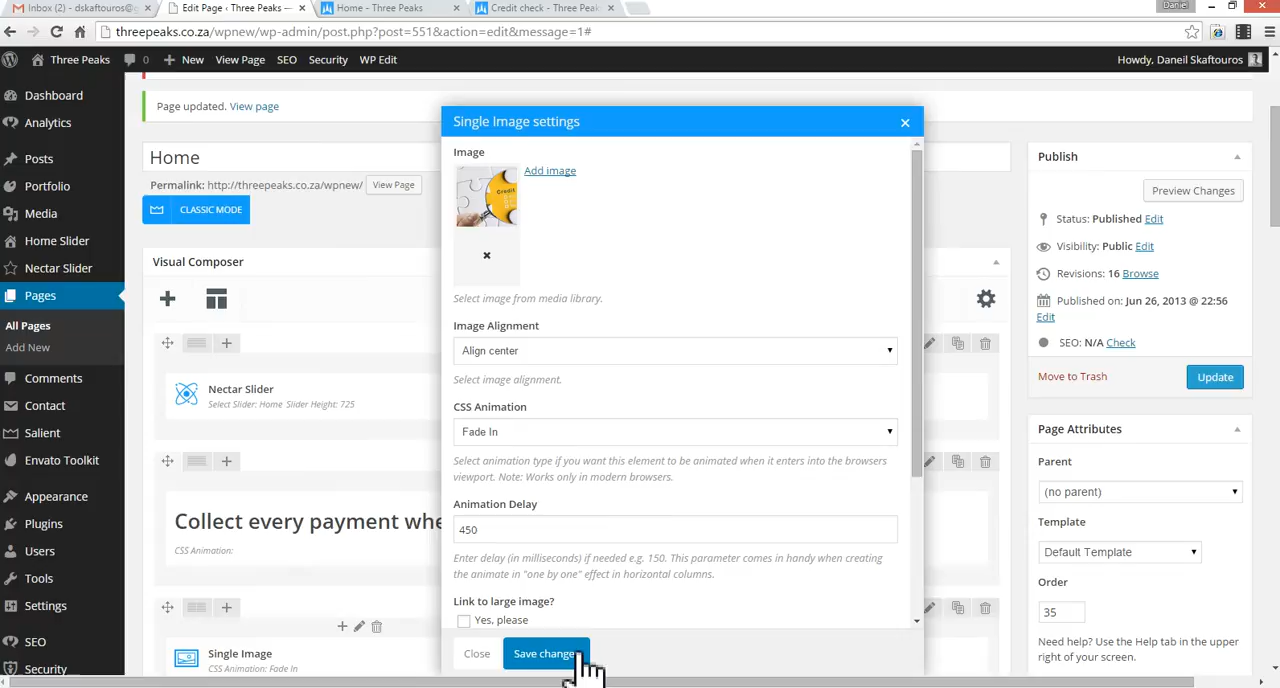 Inbox (2) - dskaftouros@
Edit Page ‹ Three Peaks —
Home - Three Peaks
Credit check - Three Peaks
Daniel
threepeaks.co.za/wpnew/wp-admin/post.php?post=551&action=edit&message=1#
Three Peaks
0
New
View Page
SEO
Security
WP Edit
Howdy, Daneil Skaftouros
Dashboard
Analytics
Posts
Portfolio
Media
Home Slider
Nectar Slider
Pages
All Pages
Add New
Comments
Contact
Salient
Envato Toolkit
Appearance
Plugins
Users
Tools
Settings
SEO
Security
Page updated. View page
Home
Permalink: http://threepeaks.co.za/wpnew/ View Page
CLASSIC MODE
Visual Composer
Nectar Slider
Select Slider: Home Slider Height: 725
Collect every payment whe
CSS Animation:
Single Image
CSS Animation: Fade In
Single Image settings
Image
Credit
Add image
Select image from media library.
Image Alignment
Align center
Select image alignment.
CSS Animation
Fade In
Select animation type if you want this element to be animated when it enters into the browsers
viewport. Note: Works only in modern browsers.
Animation Delay
450
Enter delay (in milliseconds) if needed e.g. 150. This parameter comes in handy when creating
the animate in "one by one" effect in horizontal columns.
Link to large image?
Yes, please
Close
Save change
Publish
Preview Changes
Status: Published Edit
Visibility: Public Edit
Revisions: 16 Browse
Published on: Jun 26, 2013 @ 22:56
Edit
SEO: N/A Check
Move to Trash
Update
Page Attributes
Parent
(no parent)
Template
Default Template
Order
35
Need help? Use the Help tab in the upper
right of your screen.